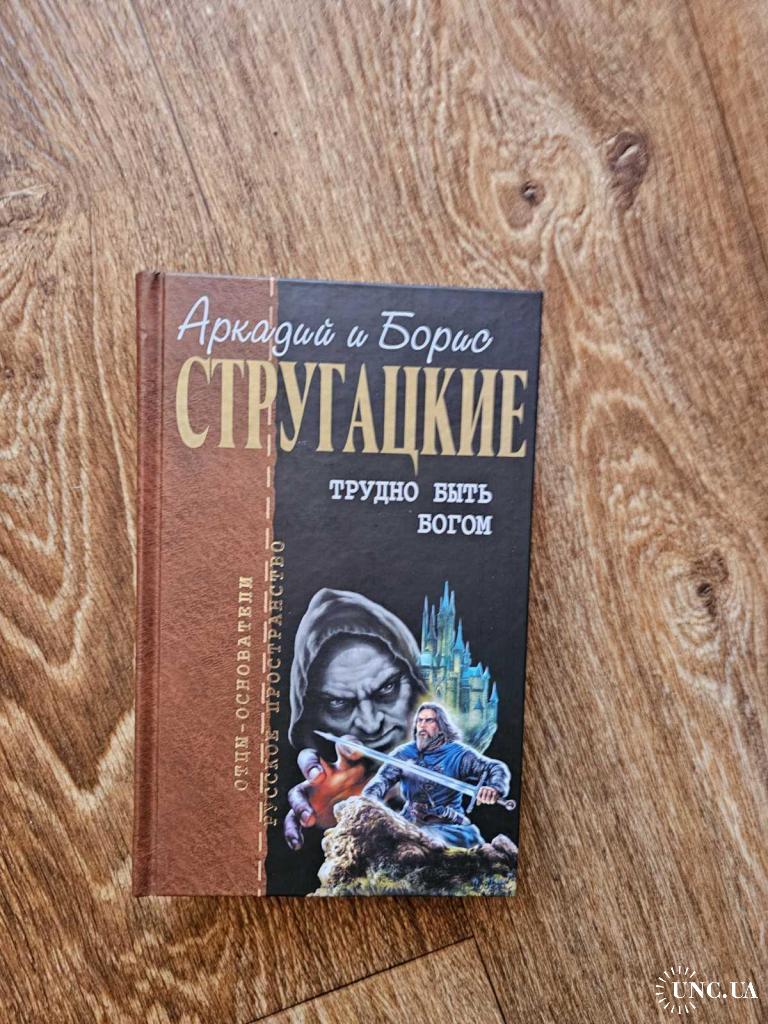 Аркадий и Борис
СТРУГАЦКИЕ
ТРУДНО БЫТЬ
БОГОМ
ОТЦЫ-ОСНОВАТЕЛИ
РУССКОЕ ПРОСТРАНСТВО
UNC.UA